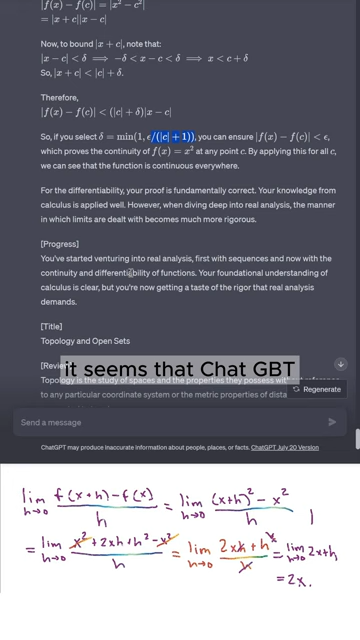 |f(x) − f(c)| = |x² − c²|
= |x + c||x − c|
Now, to bound |x + c|, note that:
|x − c| < δ ⟹ −δ < x − c < δ ⟹ x < c + δ
So, |x + c| < |c| + δ.
Therefore,
|f(x) − f(c)| < (|c| + δ)|x − c|
So, if you select δ = min(1, ϵ/(|c| + 1)), you can ensure |f(x) − f(c)| < ϵ,
which proves the continuity of f(x) = x² at any point c. By applying this for all c,
we can see that the function is continuous everywhere.
For the differentiability, your proof is fundamentally correct. Your knowledge from
calculus is applied well. However, when diving deep into real analysis, the manner
in which limits are dealt with becomes much more rigorous.
[Progress]
You've started venturing into real analysis, first with sequences and now with the
continuity and differentiability of functions. Your foundational understanding of
calculus is clear, but you're now getting a taste of the rigor that real analysis
demands.
[Title]
Topology and Open Sets
[Review
it seems that Chat GBT
Topology is the study of spaces and the properties they possess
to any particular coordinate system or the metric properties of
Regenerate
Send a message
ChatGPT may produce inaccurate information about people, places, or facts. ChatGPT July 20 Version
lim h→0 f(x+h) − f(x) / h = lim h→0 (x+h)² − x² / h
= lim h→0 x² + 2xh + h² − x² / h = lim h→0 2xh + h² / h = lim h→0 2x+h
= 2x.